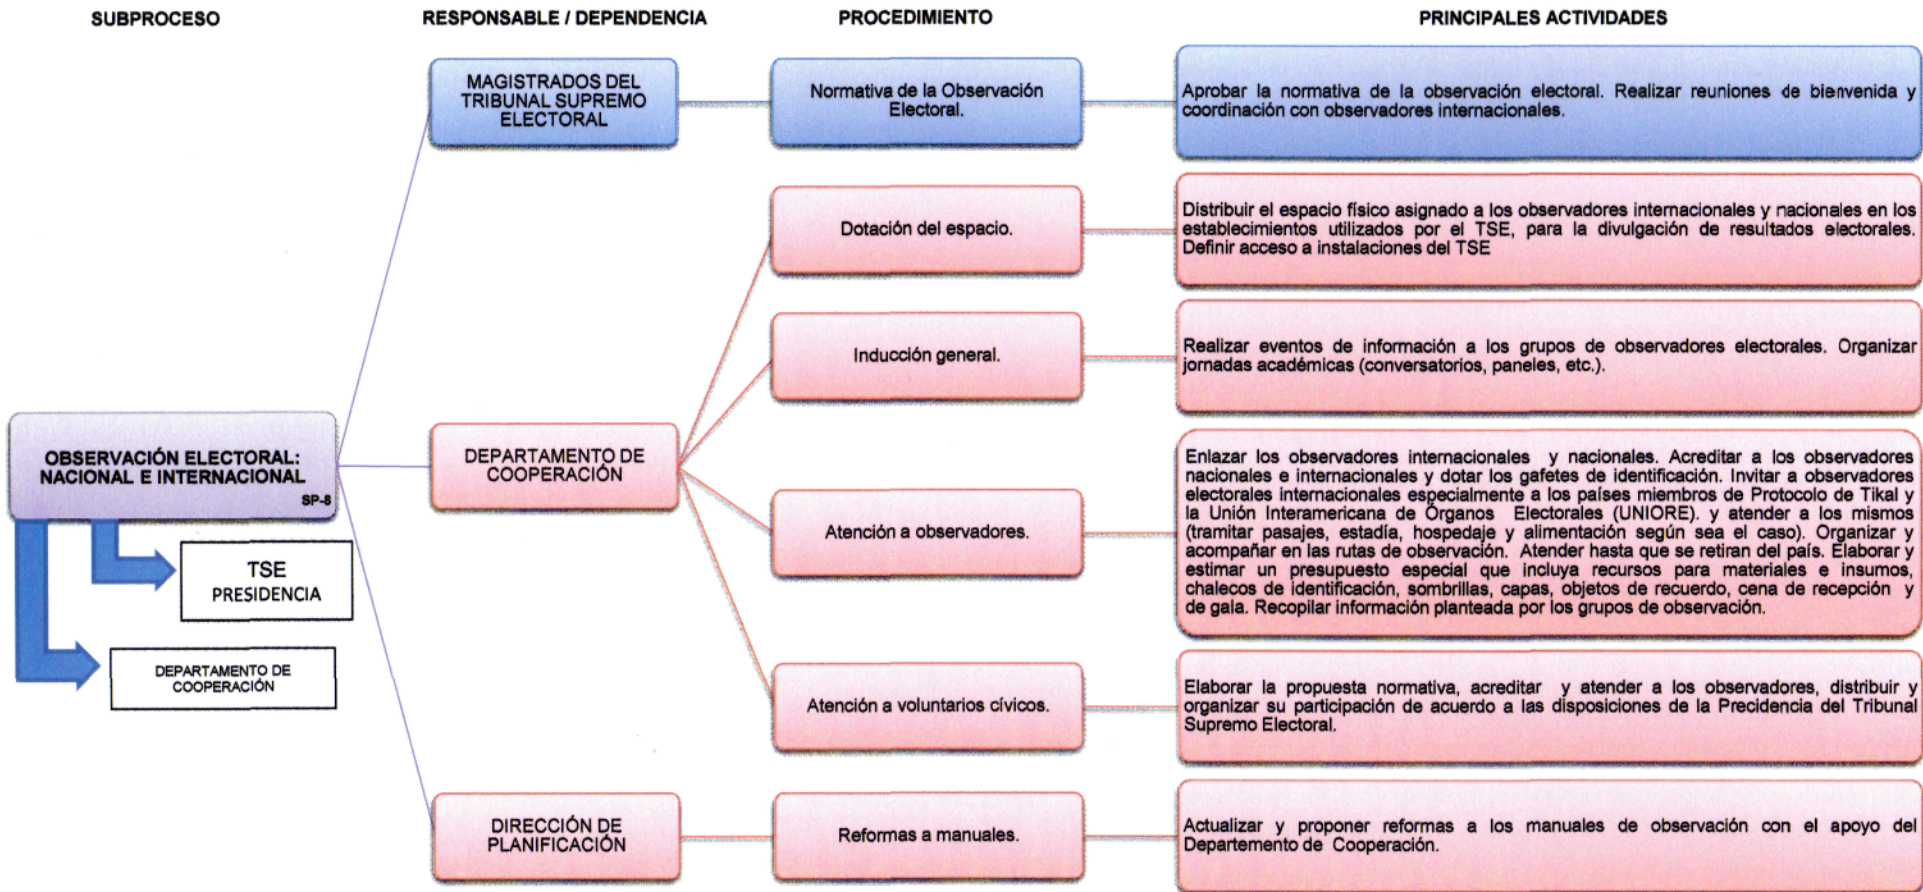 SUBPROCESO
RESPONSABLE / DEPENDENCIA
PROCEDIMIENTO
PRINCIPALES ACTIVIDADES
OBSERVACIÓN ELECTORAL:
NACIONAL E INTERNACIONAL
SP-8
TSE
PRESIDENCIA
DEPARTAMENTO DE
COOPERACIÓN
MAGISTRADOS DEL
TRIBUNAL SUPREMO
ELECTORAL
Normativa de la Observación
Electoral.
Aprobar la normativa de la observación electoral. Realizar reuniones de bienvenida y
coordinación con observadores internacionales.
DEPARTAMENTO DE
COOPERACIÓN
Dotación del espacio.
Distribuir el espacio físico asignado a los observadores internacionales y nacionales en los
establecimientos utilizados por el TSE, para la divulgación de resultados electorales.
Definir acceso a instalaciones del TSE
Inducción general.
Realizar eventos de información a los grupos de observadores electorales. Organizar
jornadas académicas (conversatorios, paneles, etc.).
Atención a observadores.
Enlazar los observadores internacionales y nacionales. Acreditar a los observadores
nacionales e internacionales y dotar los gafetes de identificación. Invitar a observadores
electorales internacionales especialmente a los países miembros de Protocolo de Tikal y
la Unión Interamericana de Órganos Electorales (UNIORE). y atender a los mismos
(tramitar pasajes, estadía, hospedaje y alimentación según sea el caso). Organizar y
acompañar en las rutas de observación. Atender hasta que se retiran del país. Elaborar y
estimar un presupuesto especial que incluya recursos para materiales e insumos,
chalecos de identificación, sombrillas, capas, objetos de recuerdo, cena de recepción y
de gala. Recopilar información planteada por los grupos de observación.
Atención a voluntarios cívicos.
Elaborar la propuesta normativa, acreditar y atender a los observadores, distribuir y
organizar su participación de acuerdo a las disposiciones de la Precidencia del Tribunal
Supremo Electoral.
DIRECCIÓN DE
PLANIFICACIÓN
Reformas a manuales.
Actualizar y proponer reformas a los manuales de observación con el apoyo del
Departemento de Cooperación.